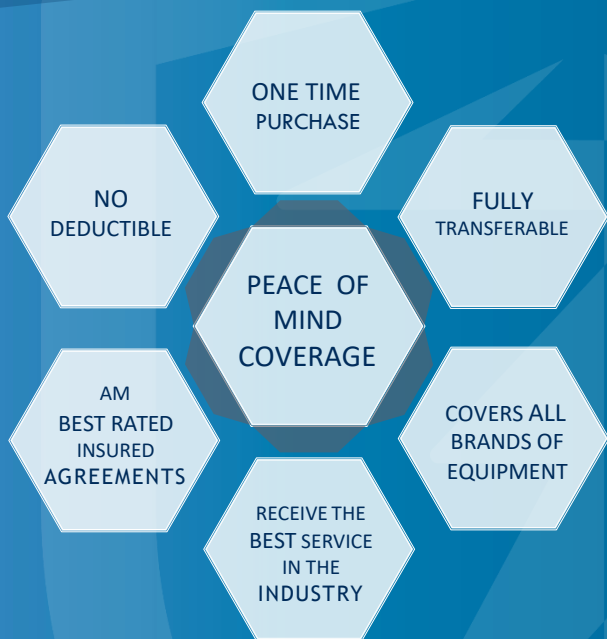 ONE TIME
PURCHASE
NO
DEDUCTIBLE
FULLY
TRANSFERABLE
PEACE OF
MIND
COVERAGE
AM
BEST RATED
INSURED
AGREEMENTS
COVERS ALL
BRANDS OF
EQUIPMENT
RECEIVE THE
BEST SERVICE
IN THE
INDUSTRY